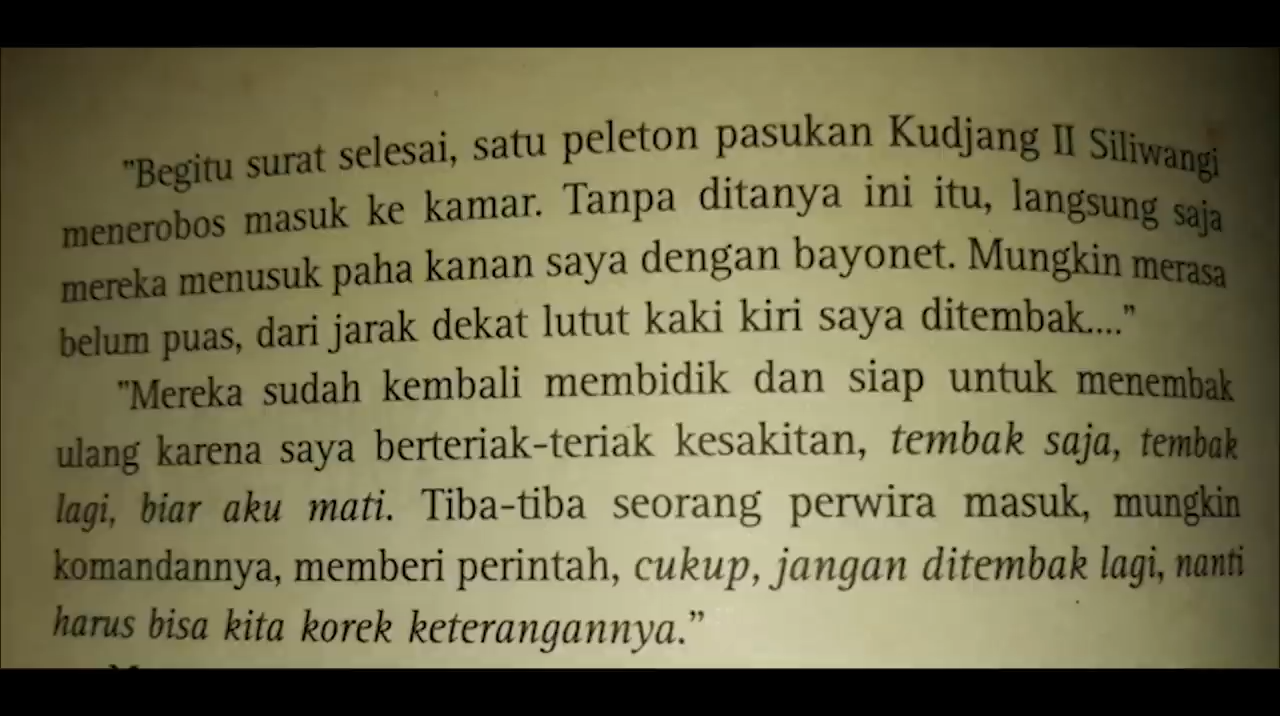 "Begitu surat selesai, satu peleton pasukan Kudjang II Siliwangi
menerobos masuk ke kamar. Tanpa ditanya ini itu, langsung saja
mereka menusuk paha kanan saya dengan bayonet. Mungkin merasa
belum puas, dari jarak dekat lutut kaki kiri saya ditembak...."
"Mereka sudah kembali membidik dan siap untuk menembak
ulang karena saya berteriak-teriak kesakitan, tembak saja, tembak
lagi, biar aku mati. Tiba-tiba seorang perwira masuk, mungkin
komandannya, memberi perintah, cukup, jangan ditembak lagi, nanti
harus bisa kita korek keterangannya."